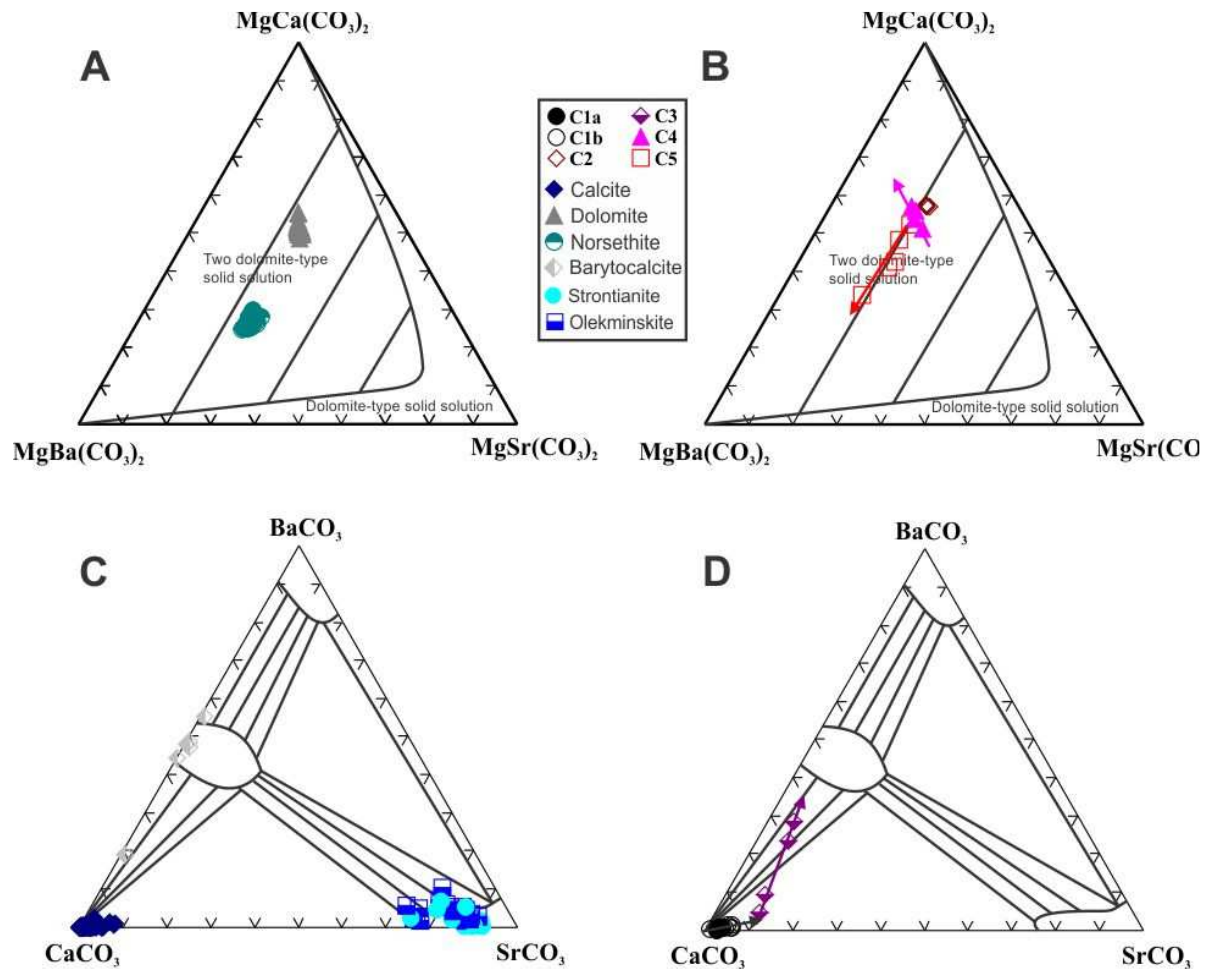 MgCa(CO₃)₂
A
Two dolomite-type
solid solution
Dolomite-type solid solution
MgBa(CO₃)₂
MgSr(CO₃)₂
C1a
C3
C1b
C4
C2
C5
Calcite
Dolomite
Norsethite
Barytocalcite
Strontianite
Olekminskite
MgCa(CO₃)₂
B
Two dolomite-type
solid solution
Dolomite-type solid solution
MgBa(CO₃)₂
MgSr(CO
BaCO₃
C
CaCO₃
SrCO₃
BaCO₃
D
CaCO₃
SrCO₃